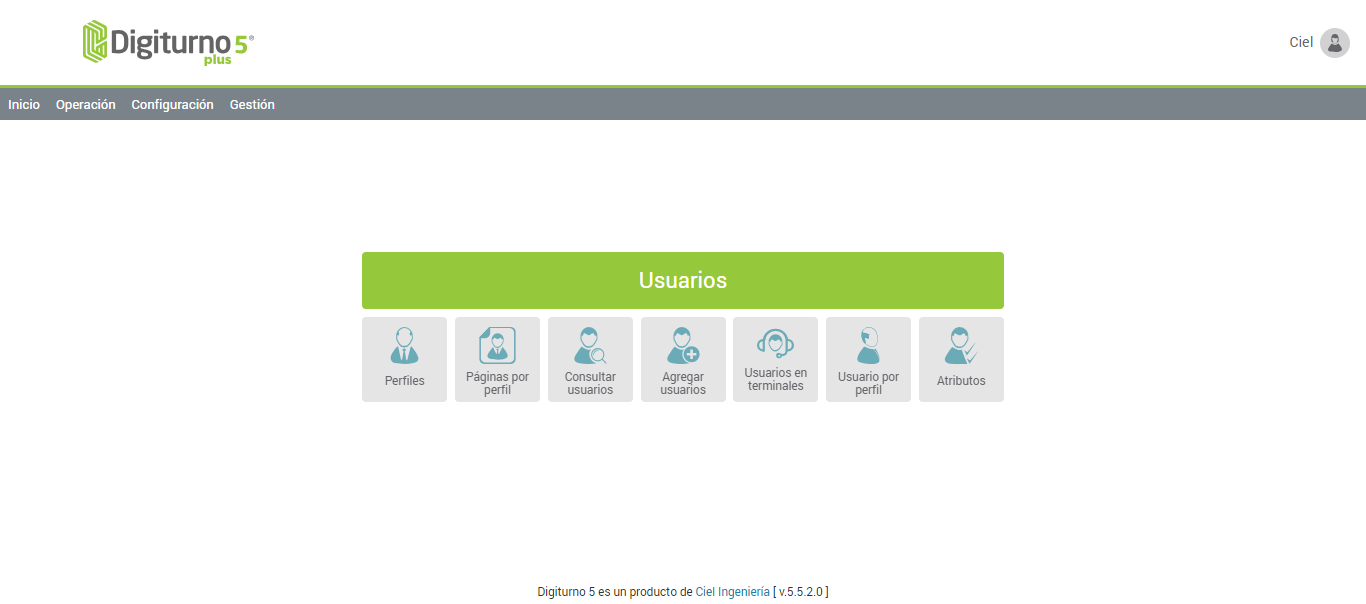 Digiturno 5®
plus
Ciel
Inicio Operación Configuración Gestión
Usuarios
Perfiles
Páginas por
perfil
Consultar
usuarios
Agregar
usuarios
Usuarios en
terminales
Usuario por
perfil
Atributos
Digiturno 5 es un producto de Ciel Ingeniería [ v.5.5.2.0 ]